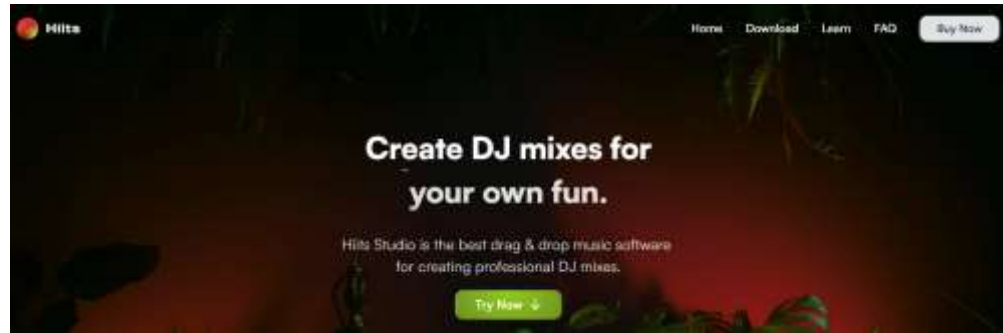 Hiits
Home Download Learn FAQ Buy Now
Create DJ mixes for
your own fun.
Hiits Studio is the best drag & drop music software
for creating professional DJ mixes.
Try Now ↓